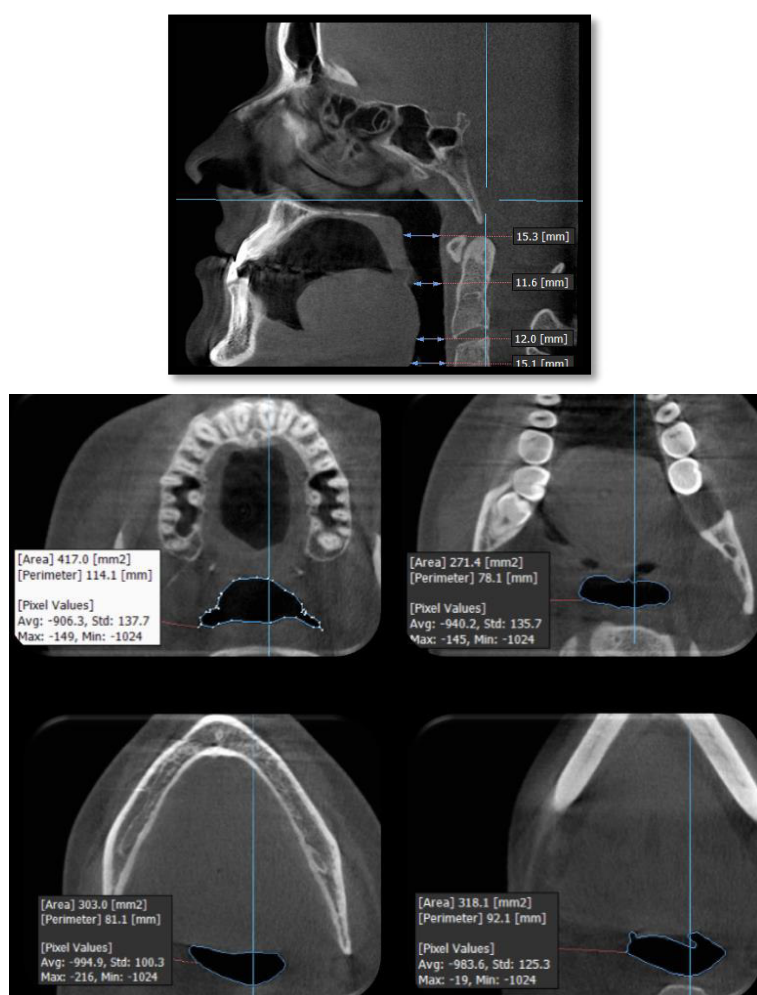 15.3 [mm]
11.6 [mm]
12.0 [mm]
15.1 [mm]
[Area] 417.0 [mm2]
[Perimeter] 114.1 [mm]
[Pixel Values]
Avg: -906.3, Std: 137.7
Max: -149, Min: -1024
[Area] 271.4 [mm2]
[Perimeter] 78.1 [mm]
[Pixel Values]
Avg: -940.2, Std: 135.7
Max: -145, Min: -1024
[Area] 303.0 [mm2]
[Perimeter] 81.1 [mm]
[Pixel Values]
Avg: -994.9, Std: 100.3
Max: -216, Min: -1024
[Area] 318.1 [mm2]
[Perimeter] 92.1 [mm]
[Pixel Values]
Avg: -983.6, Std: 125.3
Max: -19, Min: -1024